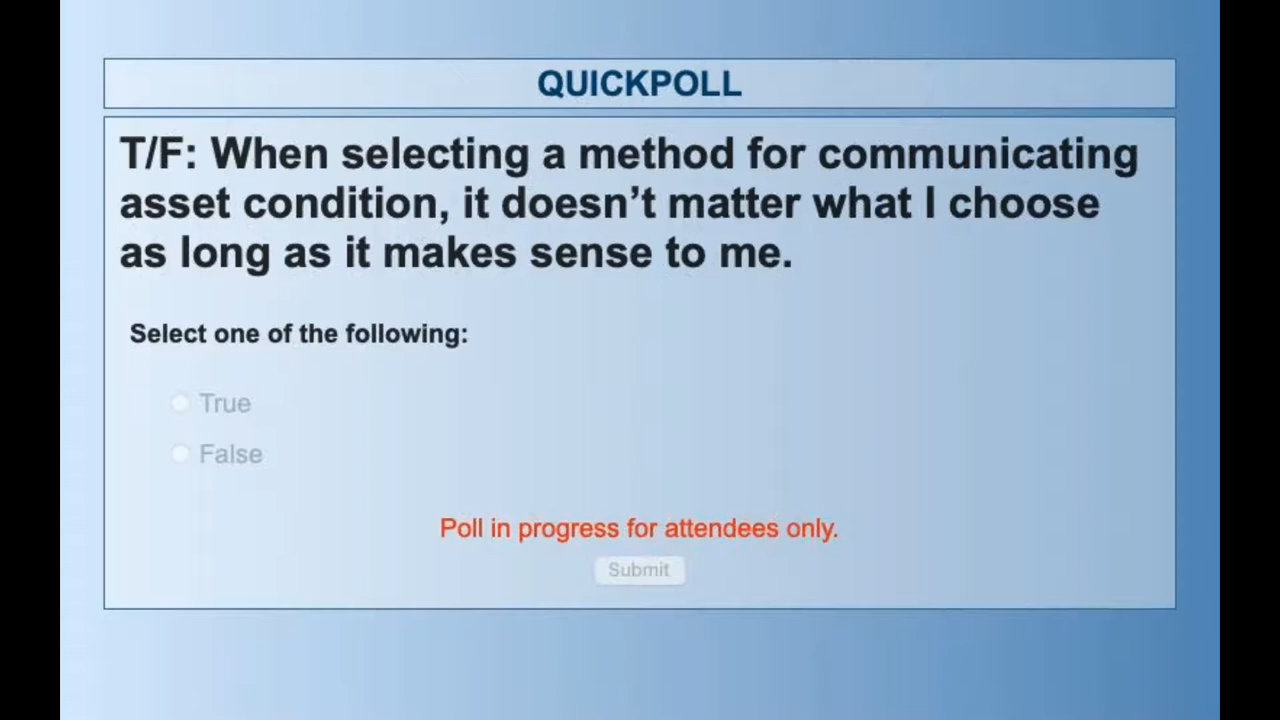 QUICKPOLL
T/F: When selecting a method for communicating
asset condition, it doesn’t matter what I choose
as long as it makes sense to me.
Select one of the following:
True
False
Poll in progress for attendees only.
Submit